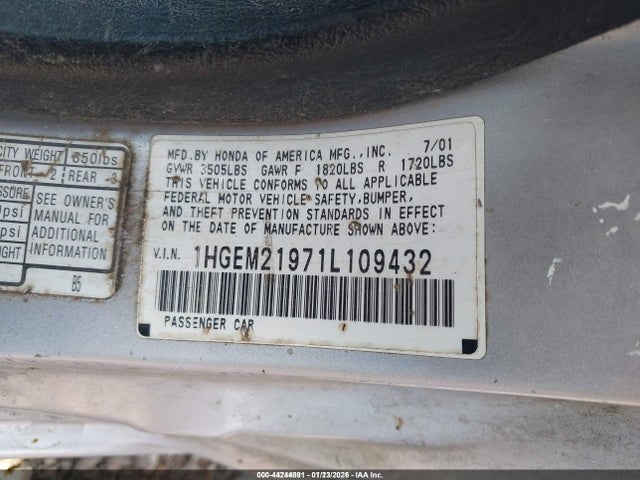 CITY WEIGHT 850lbs
FRONT 2 REAR 3
SEE OWNER'S
MANUAL FOR
ADDITIONAL
INFORMATION
B5
MFD.BY HONDA OF AMERICA MFG.,INC. 7/01
GVWR 3505LBS GAWR F 1820LBS R 1720LBS
THIS VEHICLE CONFORMS TO ALL APPLICABLE
FEDERAL MOTOR VEHICLE SAFETY,BUMPER,
AND THEFT PREVENTION STANDARDS IN EFFECT
ON THE DATE OF MANUFACTURE SHOWN ABOVE:
V.I.N. 1HGEM21971L109432
PASSENGER CAR
000-44244891 - 01/23/2026 - IAA Inc.